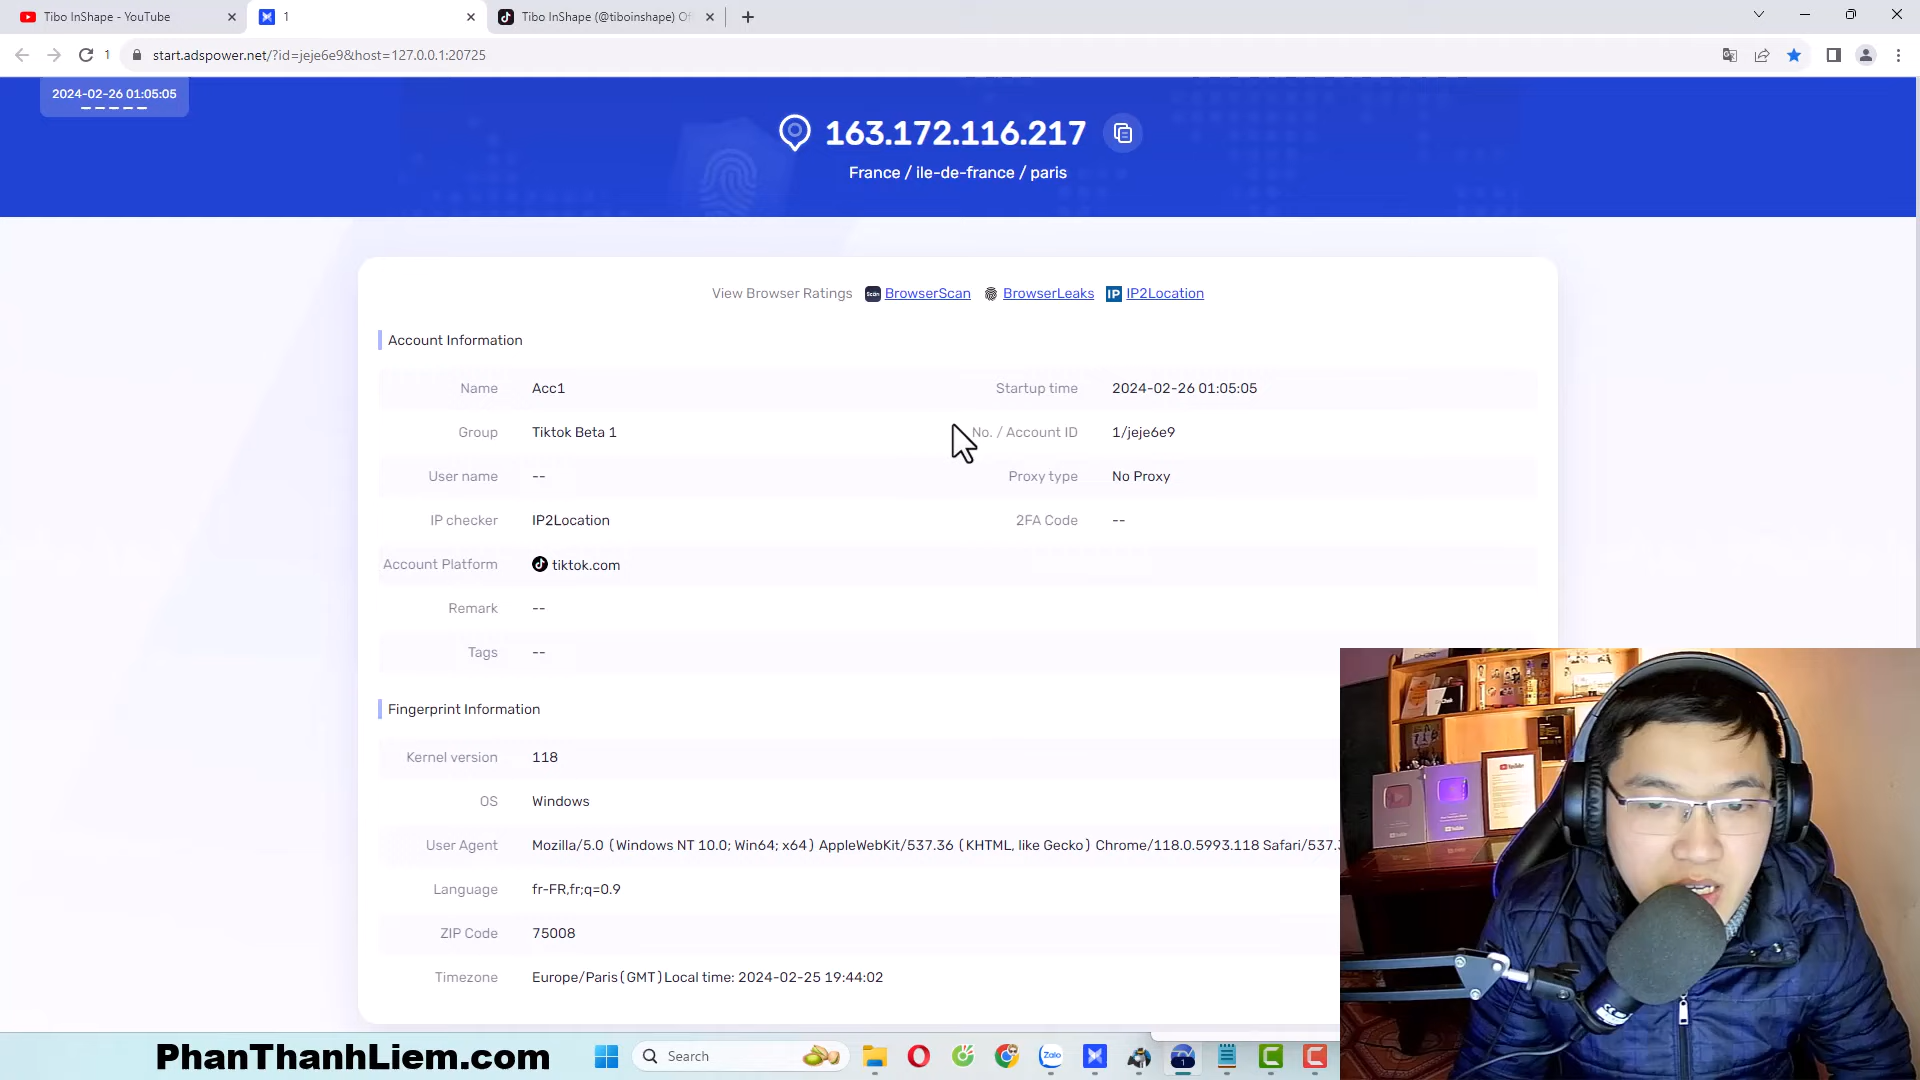 Tibo InShape - YouTube
1
Tibo InShape (@tiboinshape) Of
1
start.adspower.net/?id=jeje6e9&host=127.0.0.1:20725
2024-02-26 01:05:05
163.172.116.217
France / ile-de-france / paris
View Browser Ratings BrowserScan BrowserLeaks IP IP2Location
Account Information
Name Acc1 Startup time 2024-02-26 01:05:05
Group Tiktok Beta 1 No. / Account ID 1/jeje6e9
User name -- Proxy type No Proxy
IP checker IP2Location 2FA Code --
Account Platform tiktok.com
Remark --
Tags --
Fingerprint Information
Kernel version 118
OS Windows
User Agent Mozilla/5.0 (Windows NT 10.0; Win64; x64) AppleWebKit/537.36 (KHTML, like Gecko) Chrome/118.0.5993.118 Safari/537.
Language fr-FR,fr;q=0.9
ZIP Code 75008
Timezone Europe/Paris(GMT)Local time: 2024-02-25 19:44:02
PhanThanhLiem.com
Search
Zalo
1